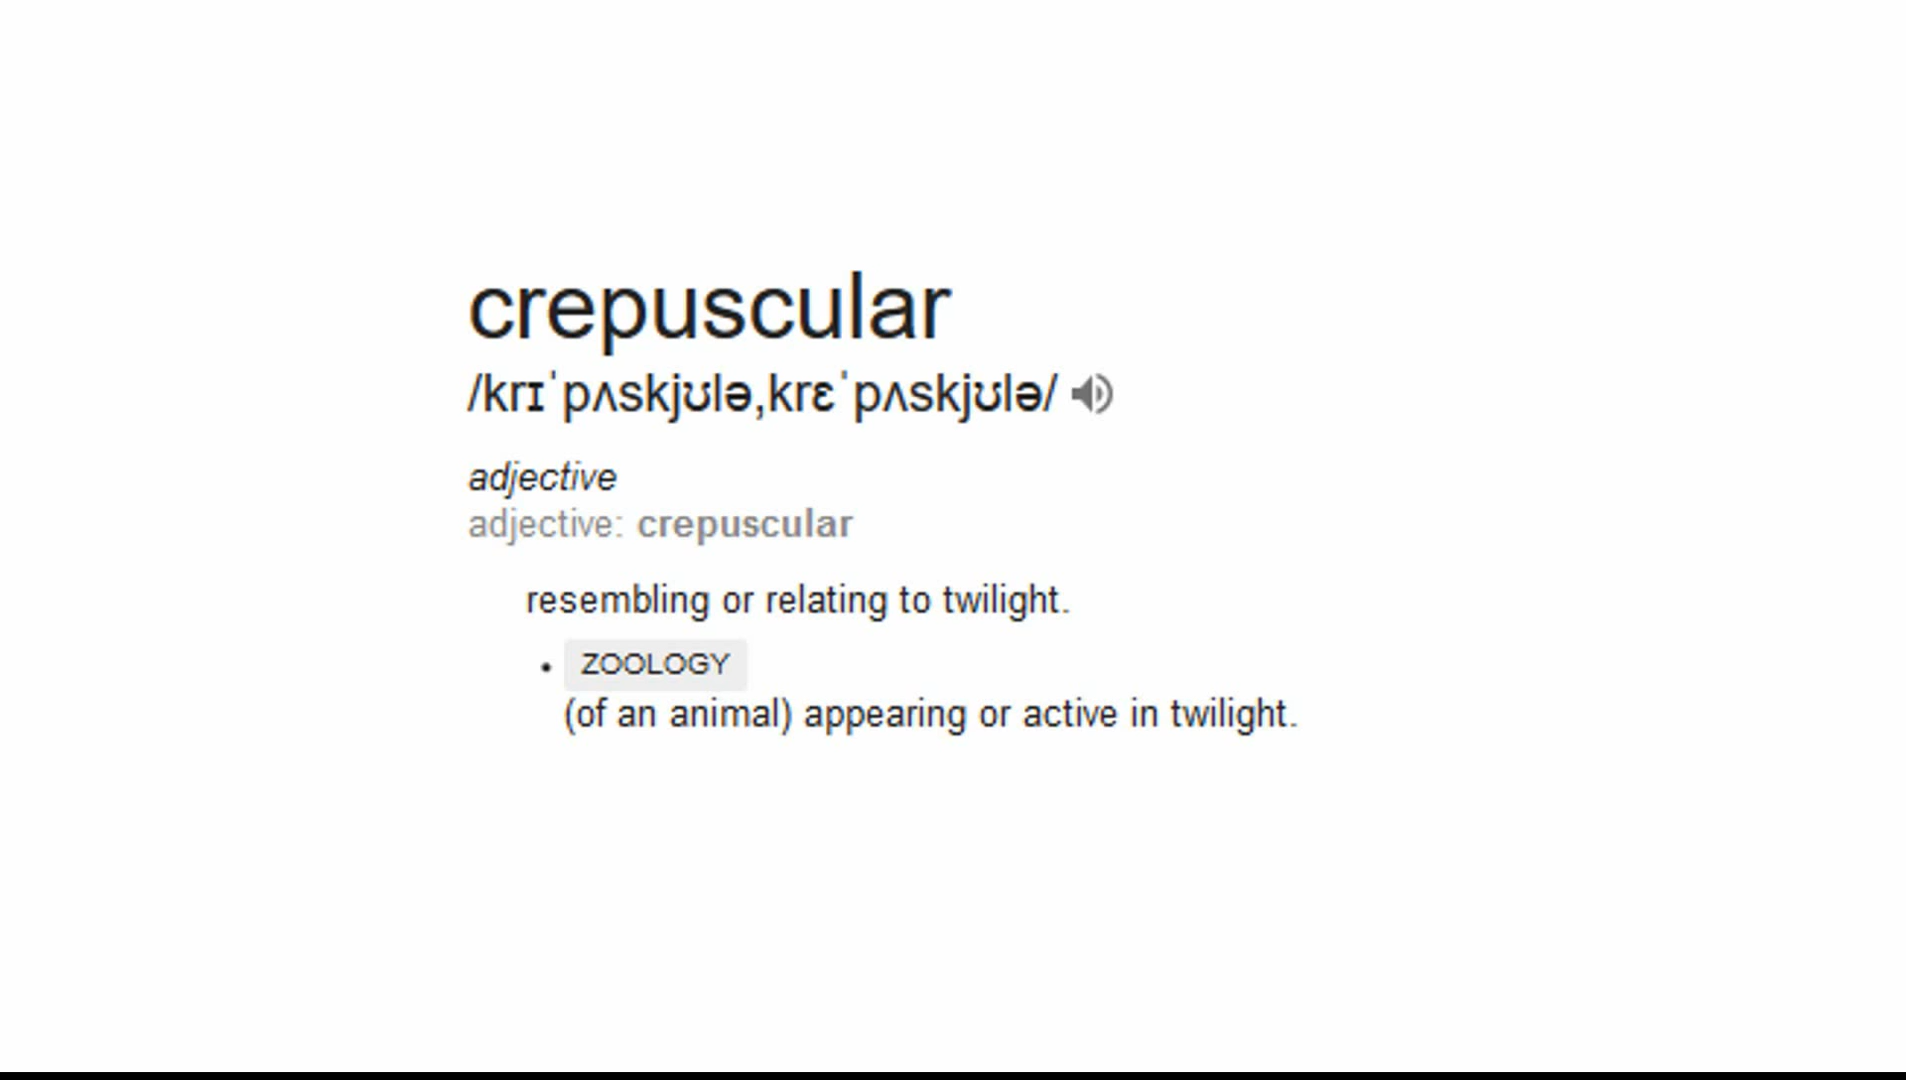 crepuscular
/krɪˈpʌskjʊlə,krɛˈpʌskjʊlə/
adjective
adjective: crepuscular
resembling or relating to twilight.
• ZOOLOGY
(of an animal) appearing or active in twilight.